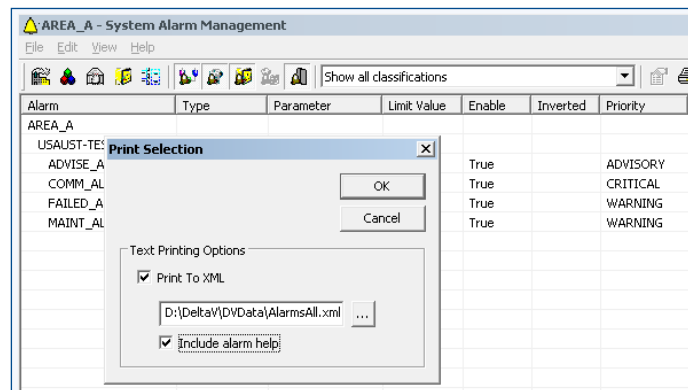 AREA_A - System Alarm Management
File Edit View Help
Show all classifications
Alarm Type Parameter Limit Value Enable Inverted Priority
AREA_A
USAUST-TES
Print Selection
ADVISE_A True ADVISORY
OK
COMM_AL True CRITICAL
FAILED_A True WARNING
Cancel
MAINT_AL True WARNING
Text Printing Options
Print To XML
D:\DeltaV\DVData\AlarmsAll.xml ...
Include alarm help